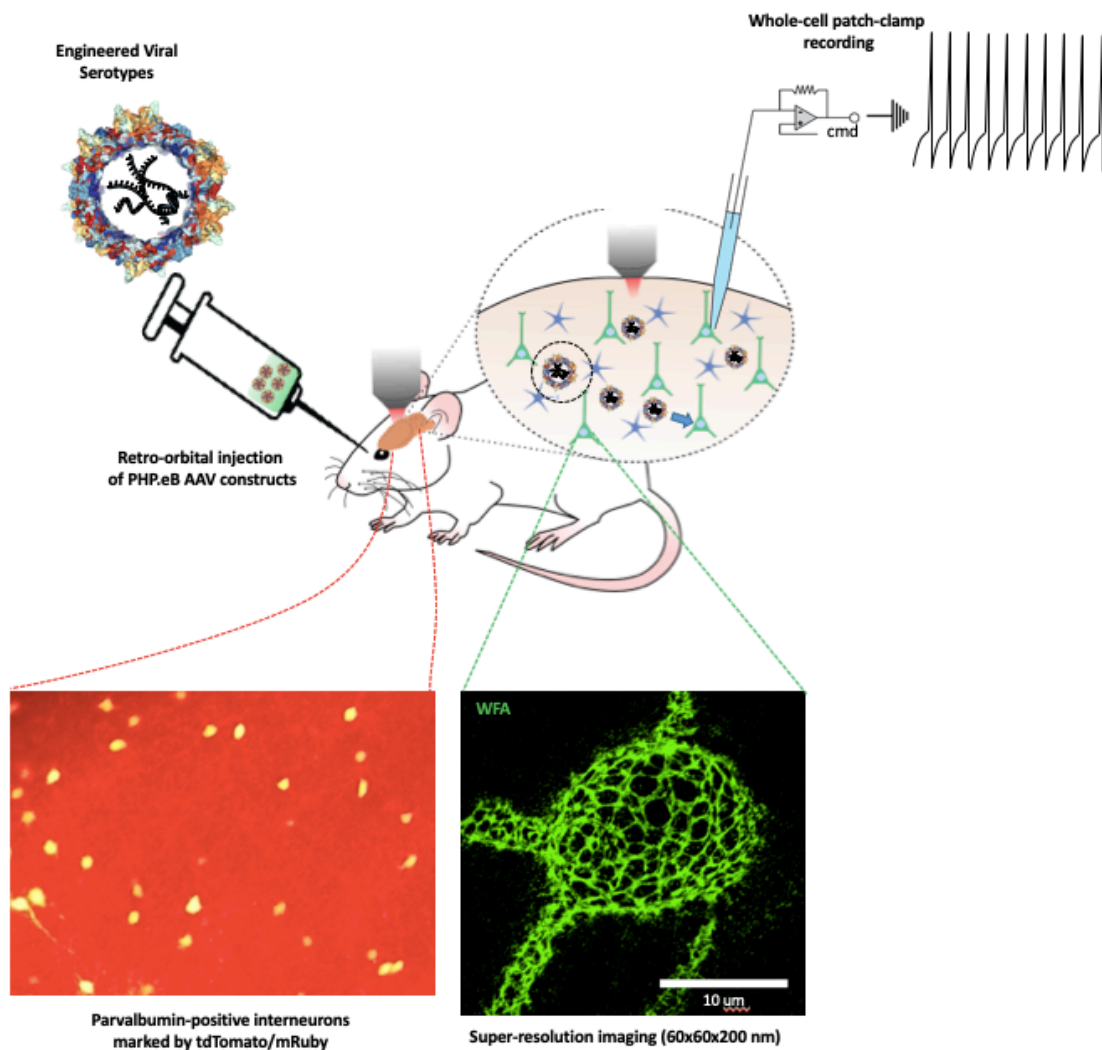 Whole-cell patch-clamp
recording
Engineered Viral
Serotypes
cmd
Retro-orbital injection
of PHP.eB AAV constructs
WFA
10 um
Parvalbumin-positive interneurons
marked by tdTomato/mRuby
Super-resolution imaging (60x60x200 nm)